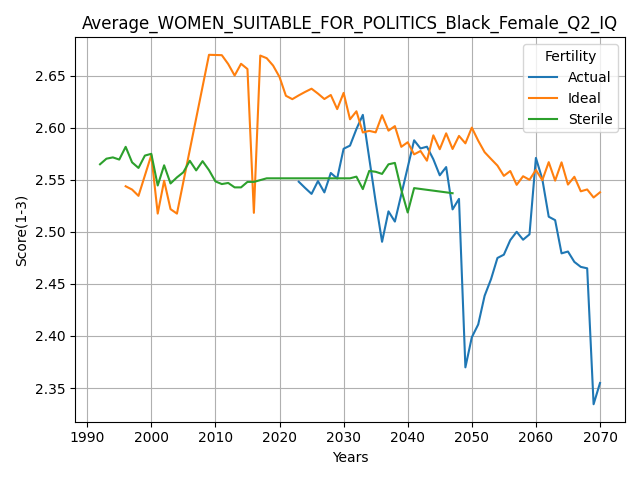 Average_WOMEN_SUITABLE_FOR_POLITICS_Black_Female_Q2_IQ
Fertility
Actual
Ideal
Sterile
Score(1-3)
2.65
2.60
2.55
2.50
2.45
2.40
2.35
1990 2000 2010 2020 2030 2040 2050 2060 2070
Years